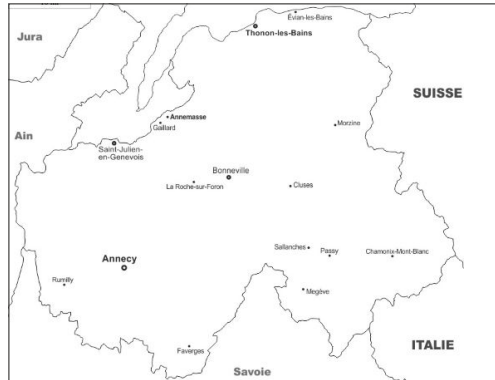 Évian-les-Bains
Thonon-les-Bains
Jura
SUISSE
Annemasse
Gaillard
Morzine
Ain
Saint-Julien-
en-Genevois
Bonneville
La Roche-sur-Foron
Cluses
Sallanches
Passy
Chamonix-Mont-Blanc
Annecy
Rumilly
Megève
ITALIE
Faverges
Savoie